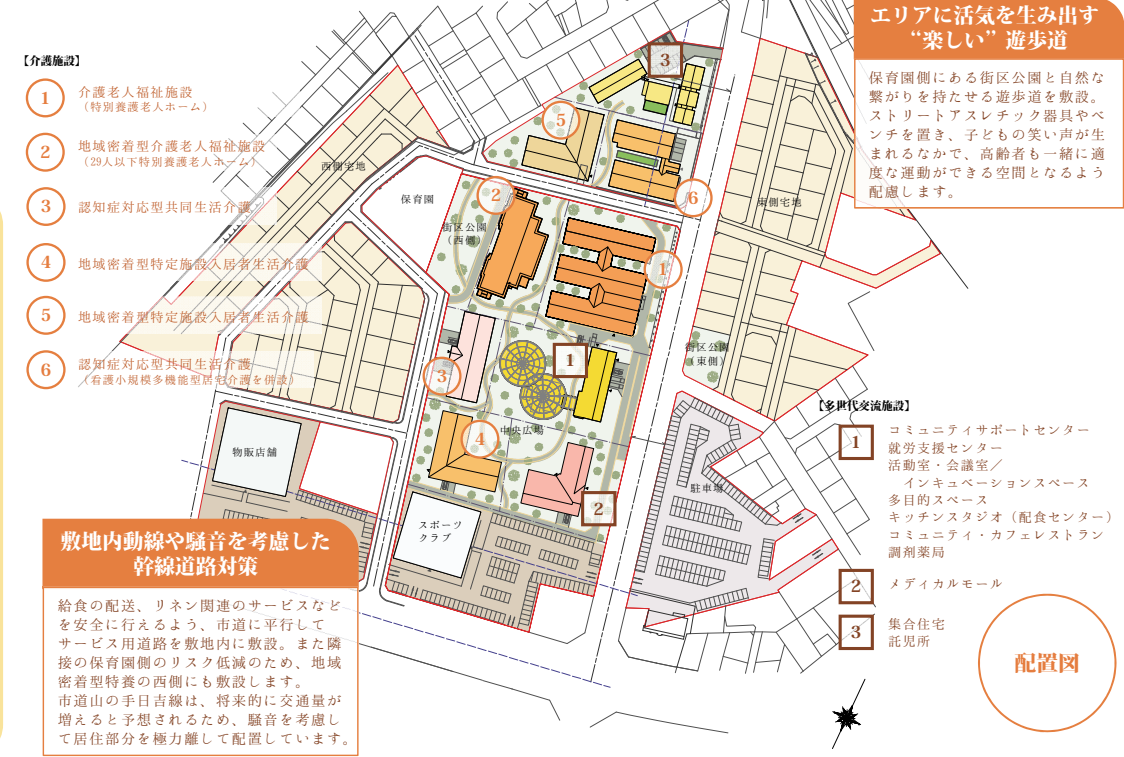 【介護施設】
1 介護老人福祉施設
（特別養護老人ホーム）
2 地域密着型介護老人福祉施設
（29人以下特別養護老人ホーム）
3 認知症対応型共同生活介護
4 地域密着型特定施設入居者生活介護
5 地域密着型特定施設入居者生活介護
6 認知症対応型共同生活介護
（看護小規模多機能型居宅介護を併設）
エリアに活気を生み出す
“楽しい”遊歩道
保育園側にある街区公園と自然な
繋がりを持たせる遊歩道を敷設。
ストリートアスレチック器具やベ
ンチを置き、子どもの笑い声が生
まれるなかで、高齢者も一緒に適
度な運動ができる空間となるよう
配慮します。
3
5
西側宅地
保育園
2
6
東側宅地
街区公園
（西側）
1
街区公園
（東側）
1
3
中央広場
4
物販店舗
駐車場
2
スポーツ
クラブ
【多世代交流施設】
1 コミュニティサポートセンター
就労支援センター
活動室・会議室／
インキュベーションスペース
多目的スペース
キッチンスタジオ（配食センター）
コミュニティ・カフェレストラン
調剤薬局
2 メディカルモール
3 集合住宅
託児所
敷地内動線や騒音を考慮した
幹線道路対策
給食の配送、リネン関連のサービスなど
を安全に行えるよう、市道に平行して
サービス用道路を敷地内に敷設。また隣
接の保育園側のリスク低減のため、地域
密着型特養の西側にも敷設します。
市道山の手日吉線は、将来的に交通量が
増えると予想されるため、騒音を考慮し
て居住部分を極力離して配置しています。
配置図